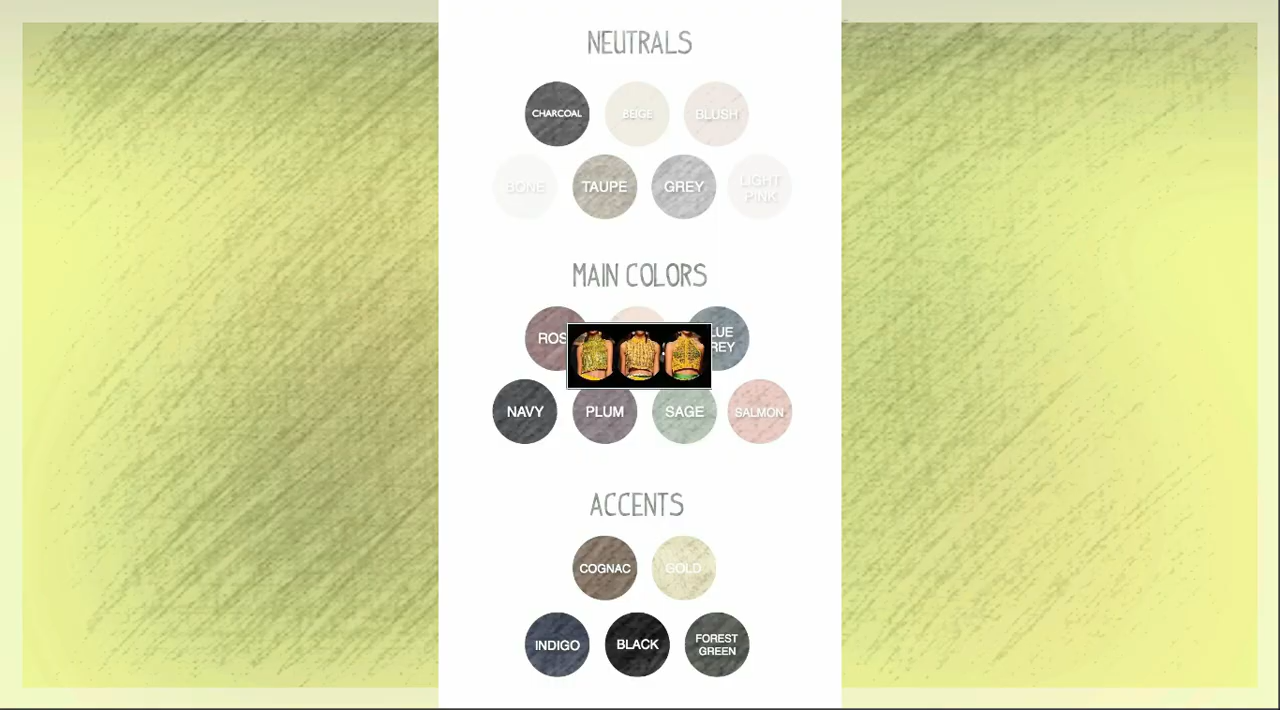 NEUTRALS
CHARCOAL BEIGE BLUSH
BONE TAUPE GREY LIGHT
PINK
MAIN COLORS
NAVY PLUM SAGE SALMON
ACCENTS
COGNAC GOLD
INDIGO BLACK FOREST
GREEN